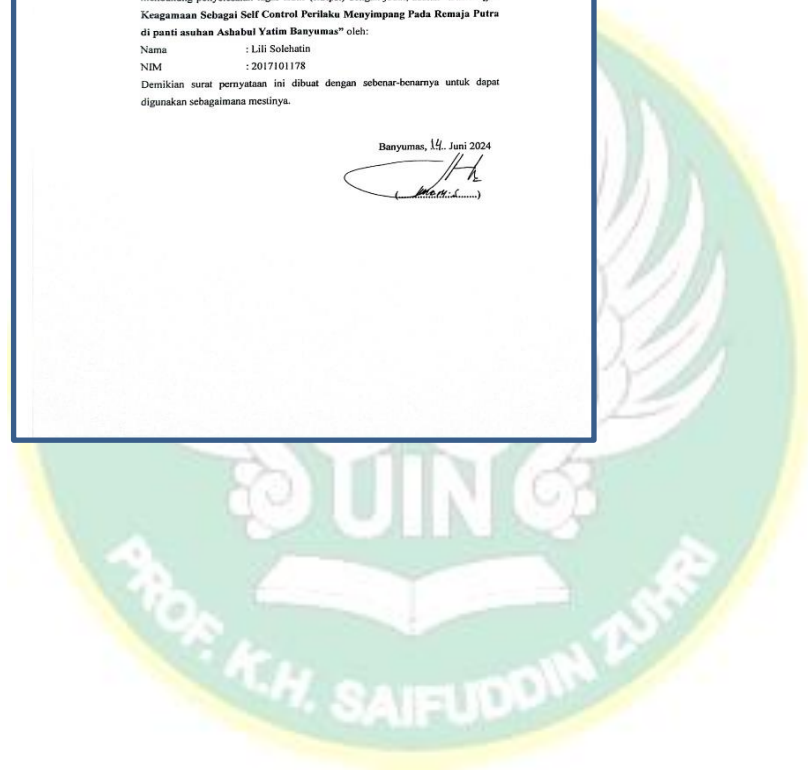 Keagamaan Sebagai Self Control Perilaku Menyimpang Pada Remaja Putra
di panti asuhan Ashabul Yatim Banyumas” oleh:
Nama : Lili Solehatin
NIM : 2017101178
Demikian surat pernyataan ini dibuat dengan sebenar-benarnya untuk dapat
digunakan sebagaimana mestinya.
Banyumas, 14.. Juni 2024
UIN
PROF. K.H. SAIFUDDIN ZUHRI